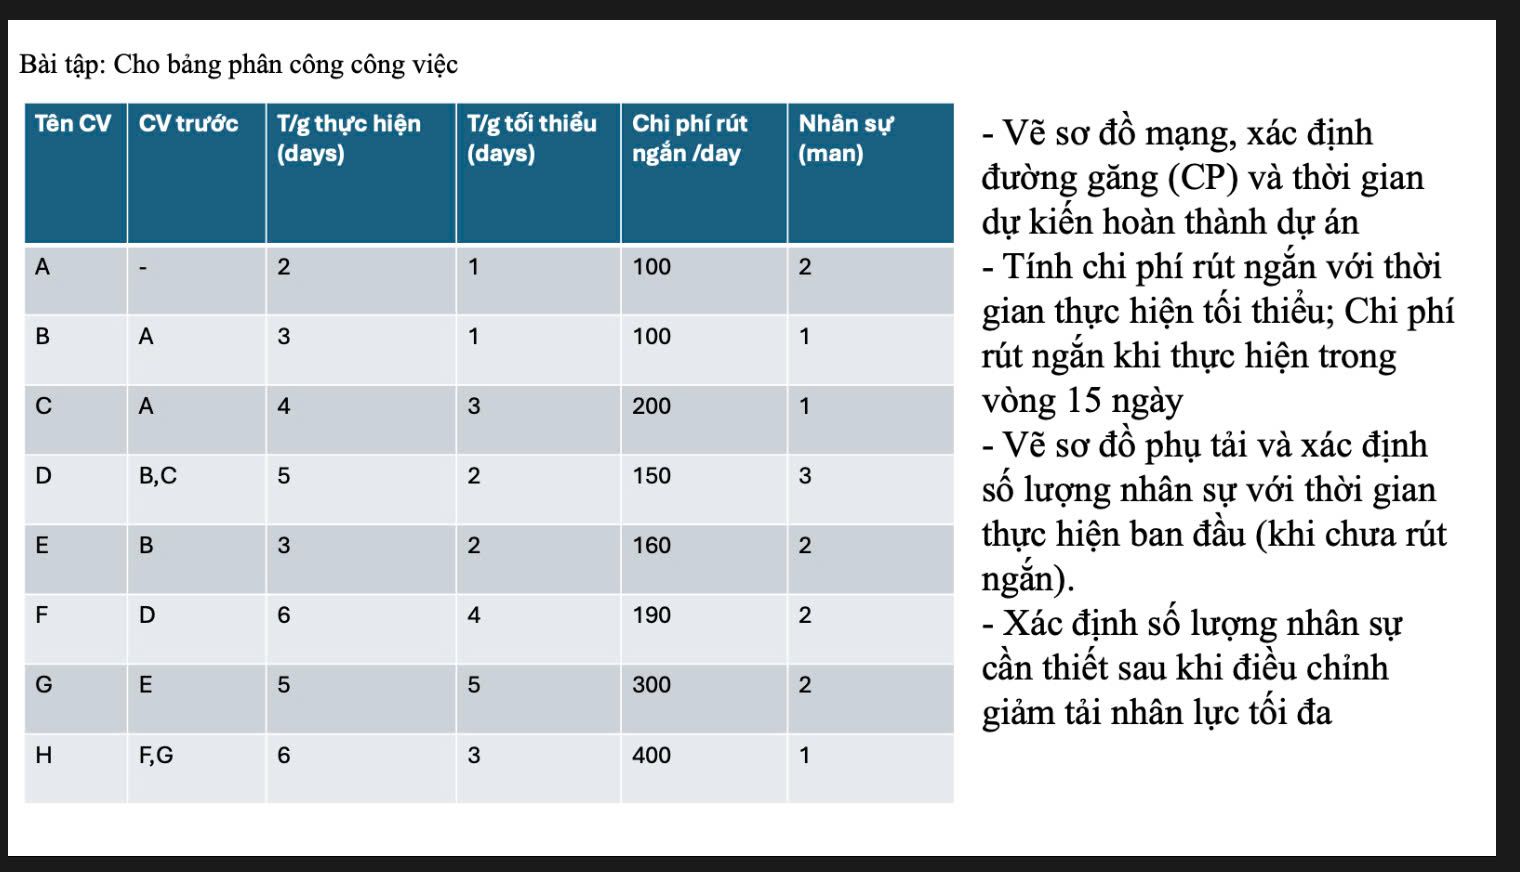 Bài tập: Cho bảng phân công công việc
Tên CV CV trước T/g thực hiện (days) T/g tối thiểu (days) Chi phí rút ngắn /day Nhân sự (man)
A - 2 1 100 2
B A 3 1 100 1
C A 4 3 200 1
D B,C 5 2 150 3
E B 3 2 160 2
F D 6 4 190 2
G E 5 5 300 2
H F,G 6 3 400 1
- Vẽ sơ đồ mạng, xác định
đường găng (CP) và thời gian
dự kiến hoàn thành dự án
- Tính chi phí rút ngắn với thời
gian thực hiện tối thiểu; Chi phí
rút ngắn khi thực hiện trong
vòng 15 ngày
- Vẽ sơ đồ phụ tải và xác định
số lượng nhân sự với thời gian
thực hiện ban đầu (khi chưa rút
ngắn).
- Xác định số lượng nhân sự
cần thiết sau khi điều chỉnh
giảm tải nhân lực tối đa